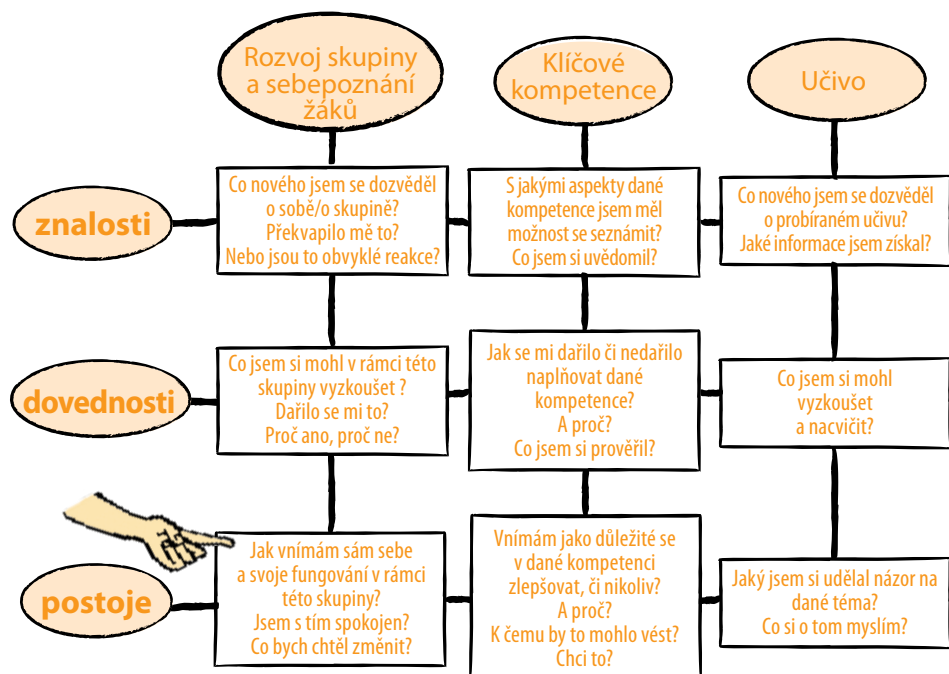 Rozvoj skupiny
a sebepoznání
žáků
Klíčové
kompetence
Učivo
znalosti
Co nového jsem se dozvěděl
o sobě/o skupině?
Překvapilo mě to?
Nebo jsou to obvyklé reakce?
S jakými aspekty dané
kompetence jsem měl
možnost se seznámit?
Co jsem si uvědomil?
Co nového jsem se dozvěděl
o probíraném učivu?
Jaké informace jsem získal?
dovednosti
Co jsem si mohl v rámci této
skupiny vyzkoušet ?
Dařilo se mi to?
Proč ano, proč ne?
Jak se mi dařilo či nedařilo
naplňovat dané
kompetence?
A proč?
Co jsem si prověřil?
Co jsem si mohl
vyzkoušet
a nacvičit?
postoje
Jak vnímám sám sebe
a svoje fungování v rámci
této skupiny?
Jsem s tím spokojen?
Co bych chtěl změnit?
Vnímám jako důležité se
v dané kompetenci
zlepšovat, či nikoliv?
A proč?
K čemu by to mohlo vést?
Chci to?
Jaký jsem si udělal názor na
dané téma?
Co si o tom myslím?